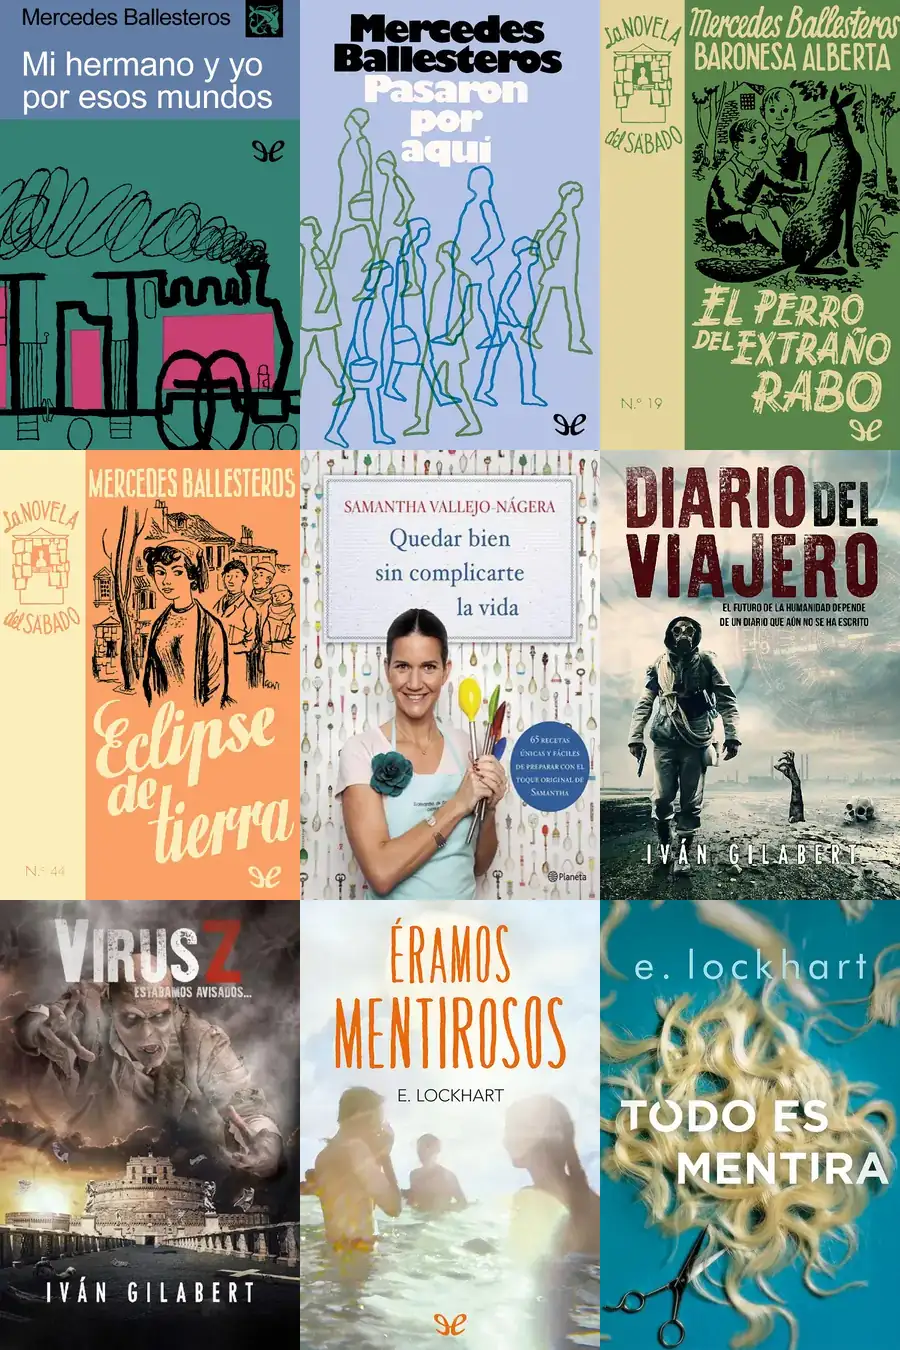 Mercedes Ballesteros
Mi hermano y yo
por esos mundos
Mercedes
Ballesteros
Pasaron
por
aquí
La NOVELA
del SÁBADO
N.º 19
Mercedes Ballesteros
BARONESA ALBERTA
EL PERRO
DEL EXTRAÑO
RABO
La NOVELA
del SÁBADO
N.º 44
MERCEDES BALLESTEROS
Eclipse
de
tierra
SAMANTHA VALLEJO-NÁGERA
Quedar bien
sin complicarte
la vida
65 RECETAS
ÚNICAS Y FÁCILES
DE PREPARAR CON EL
TOQUE ORIGINAL DE
SAMANTHA
Planeta
DIARIO DEL
VIAJERO
EL FUTURO DE LA HUMANIDAD DEPENDE
DE UN DIARIO QUE AÚN NO SE HA ESCRITO
IVÁN GILABERT
VIRUS Z
ESTÁBAMOS AVISADOS...
IVÁN GILABERT
ÉRAMOS
MENTIROSOS
E. LOCKHART
e. lockhart
TODO ES
MENTIRA